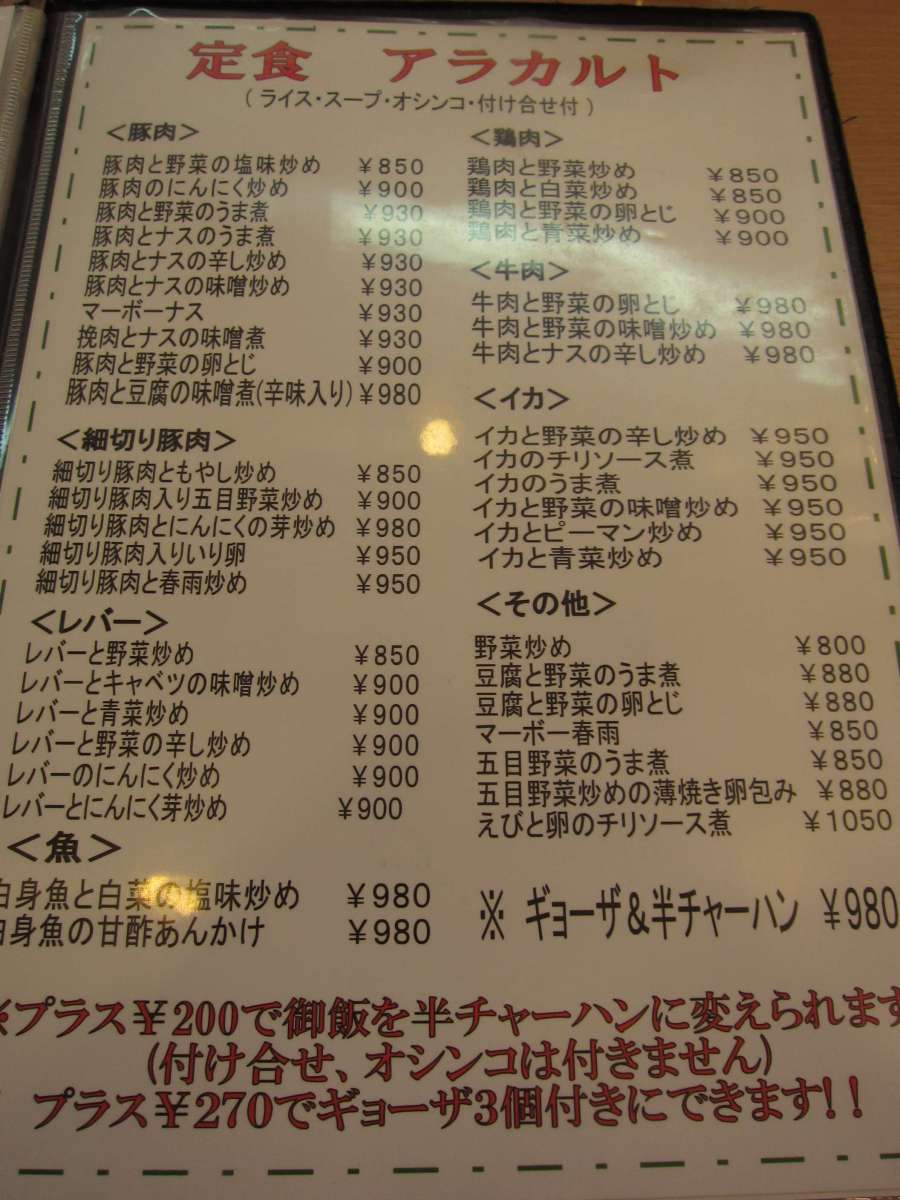 定食 アラカルト
(ライス・スープ・オシンコ・付け合せ付)
<豚肉>
豚肉と野菜の塩味炒め ¥850
豚肉のにんにく炒め ¥900
豚肉と野菜のうま煮 ¥930
豚肉とナスのうま煮 ¥930
豚肉とナスの辛し炒め ¥930
豚肉とナスの味噌炒め ¥930
マーボーナス ¥930
挽肉とナスの味噌煮 ¥930
豚肉と野菜の卵とじ ¥900
豚肉と豆腐の味噌煮(辛味入り) ¥980
<細切り豚肉>
細切り豚肉ともやし炒め ¥850
細切り豚肉入り五目野菜炒め ¥900
細切り豚肉とにんにくの芽炒め ¥980
細切り豚肉入りいり卵 ¥950
細切り豚肉と春雨炒め ¥950
<レバー>
レバーと野菜炒め ¥850
レバーとキャベツの味噌炒め ¥900
レバーと青菜炒め ¥900
レバーと野菜の辛し炒め ¥900
レバーのにんにく炒め ¥900
レバーとにんにく芽炒め ¥900
<魚>
白身魚と白菜の塩味炒め ¥980
白身魚の甘酢あんかけ ¥980
<鶏肉>
鶏肉と野菜炒め ¥850
鶏肉と白菜炒め ¥850
鶏肉と野菜の卵とじ ¥900
鶏肉と青菜炒め ¥900
<牛肉>
牛肉と野菜の卵とじ ¥980
牛肉と野菜の味噌炒め ¥980
牛肉とナスの辛し炒め ¥980
<イカ>
イカと野菜の辛し炒め ¥950
イカのチリソース煮 ¥950
イカのうま煮 ¥950
イカと野菜の味噌炒め ¥950
イカとピーマン炒め ¥950
イカと青菜炒め ¥950
<その他>
野菜炒め ¥800
豆腐と野菜のうま煮 ¥880
豆腐と野菜の卵とじ ¥880
マーボー春雨 ¥850
五目野菜のうま煮 ¥850
五目野菜炒めの薄焼き卵包み ¥880
えびと卵のチリソース煮 ¥1050
※ ギョーザ&半チャーハン ¥980
※プラス¥200で御飯を半チャーハンに変えられます
(付け合せ、オシンコは付きません)
プラス¥270でギョーザ3個付きにできます!!